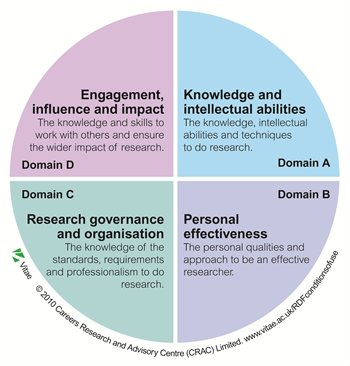 Engagement,
influence and impact
The knowledge and skills to
work with others and ensure
the wider impact of research.
Domain D
Knowledge and
intellectual abilities
The knowledge, intellectual
abilities and techniques
to do research.
Domain A
Domain C
Research governance
and organisation
The knowledge of the
standards, requirements
and professionalism to do
research.
Domain B
Personal
effectiveness
The personal qualities and
approach to be an effective
researcher.
Vitae
© 2010 Careers Research and Advisory Centre (CRAC) Limited. www.vitae.ac.uk/RDFconditionsofuse